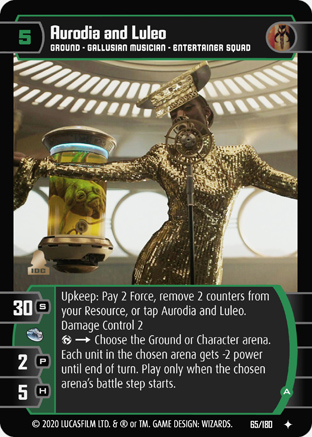 5
Aurodia and Luleo
GROUND - GALLUSIAN MUSICIAN - ENTERTAINER SQUAD
IDC
30 S
2 P
5 H
Upkeep: Pay 2 Force, remove 2 counters from
your Resource, or tap Aurodia and Luleo.
Damage Control 2
→ Choose the Ground or Character arena.
Each unit in the chosen arena gets -2 power
until end of turn. Play only when the chosen
arena's battle step starts.
A
© 2020 LUCASFILM LTD. & ® or TM. GAME DESIGN: WIZARDS. 65/180